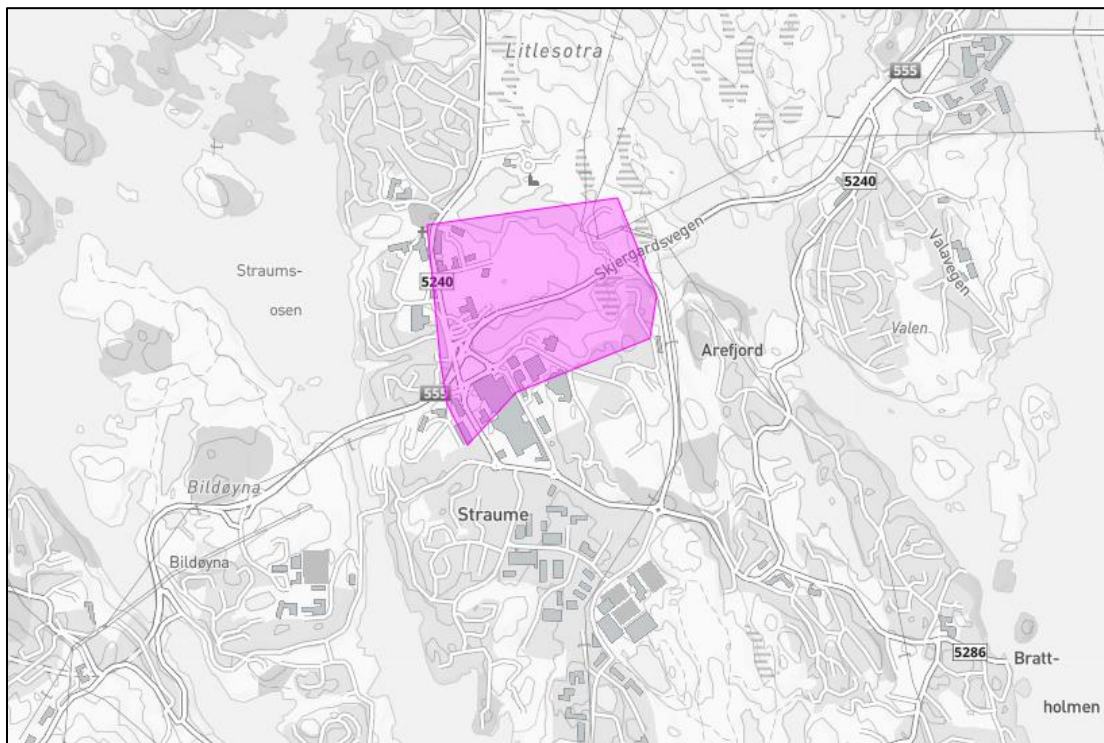 Litlesotra
555
5240
Skjergardsvegen
Valavegen
Straums-
osen
5240
Valen
Arefjord
555
Bildøyna
Straume
Bildøyna
5286
Bratt-
holmen